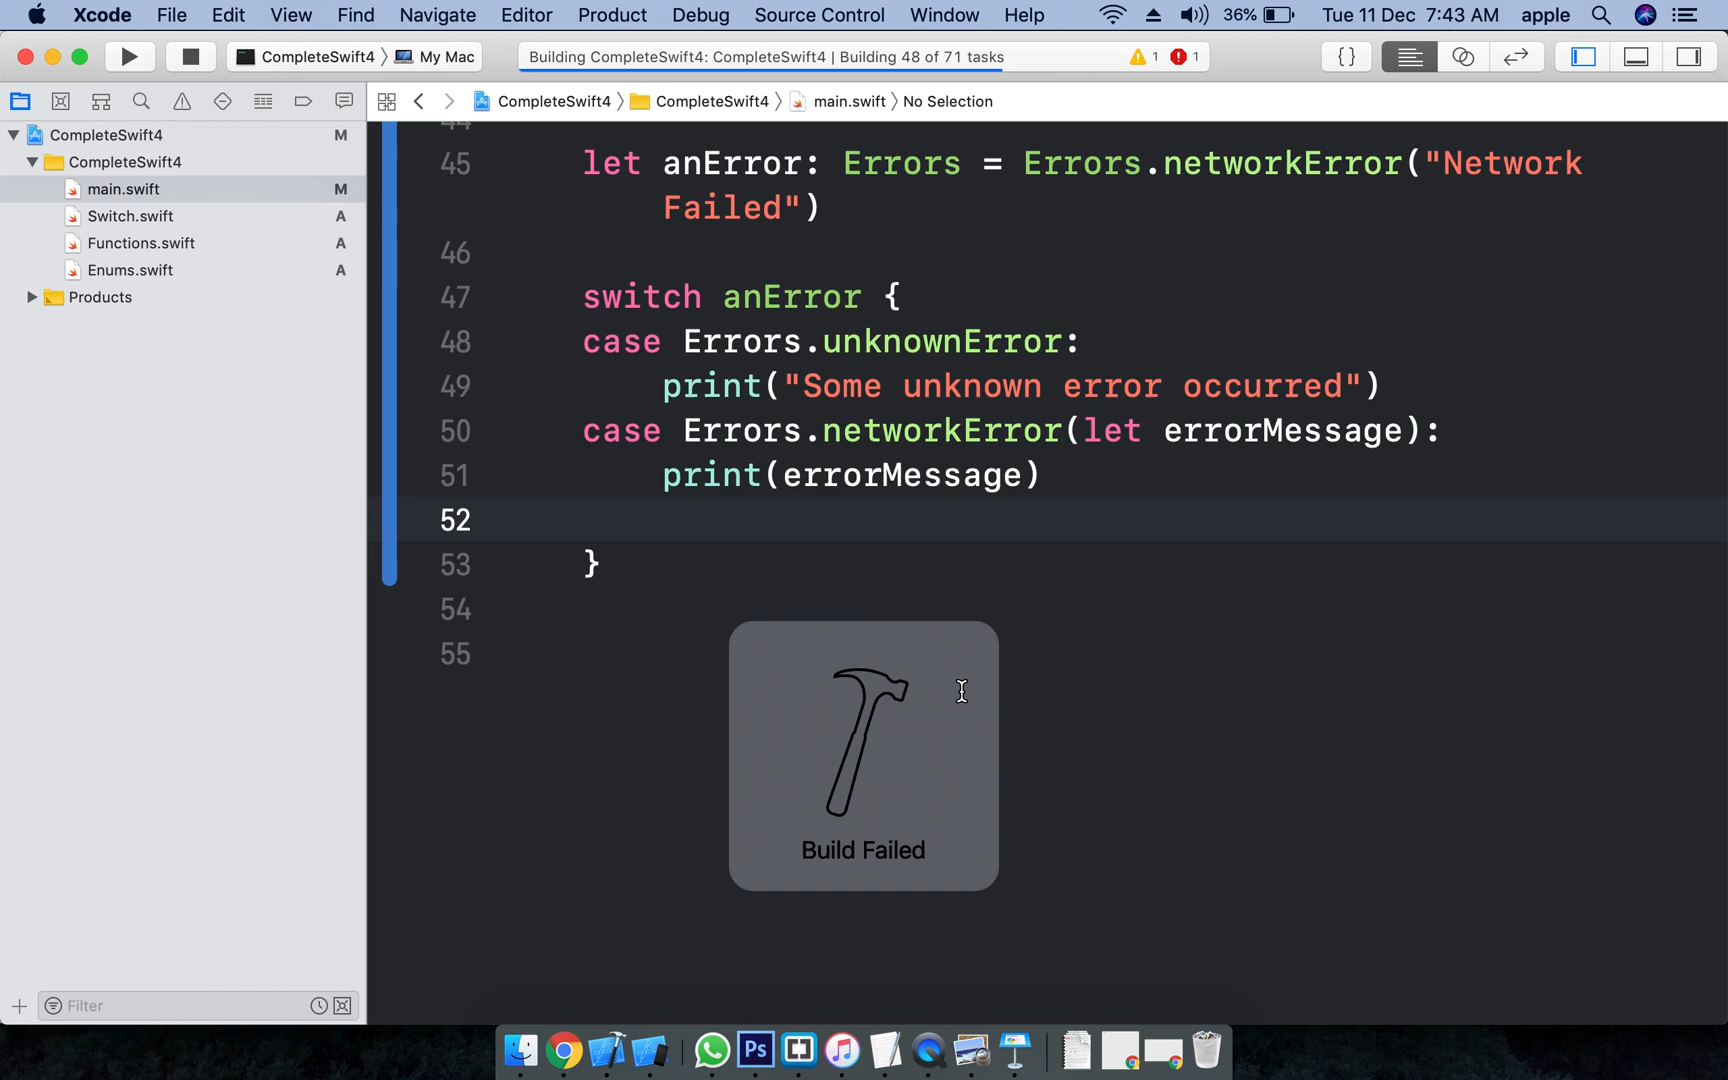 Xcode File Edit View Find Navigate Editor Product Debug Source Control Window Help 36% Tue 11 Dec 7:43 AM apple
CompleteSwift4 My Mac Building CompleteSwift4: CompleteSwift4 | Building 48 of 71 tasks 1 1 { }
CompleteSwift4 CompleteSwift4 main.swift No Selection
CompleteSwift4 M
CompleteSwift4
main.swift M
Switch.swift A
Functions.swift A
Enums.swift A
Products
44
45 let anError: Errors = Errors.networkError("Network
Failed")
46
47 switch anError {
48 case Errors.unknownError:
49 print("Some unknown error occurred")
50 case Errors.networkError(let errorMessage):
51 print(errorMessage)
52
53 }
54
55
Build Failed
Filter
Ps